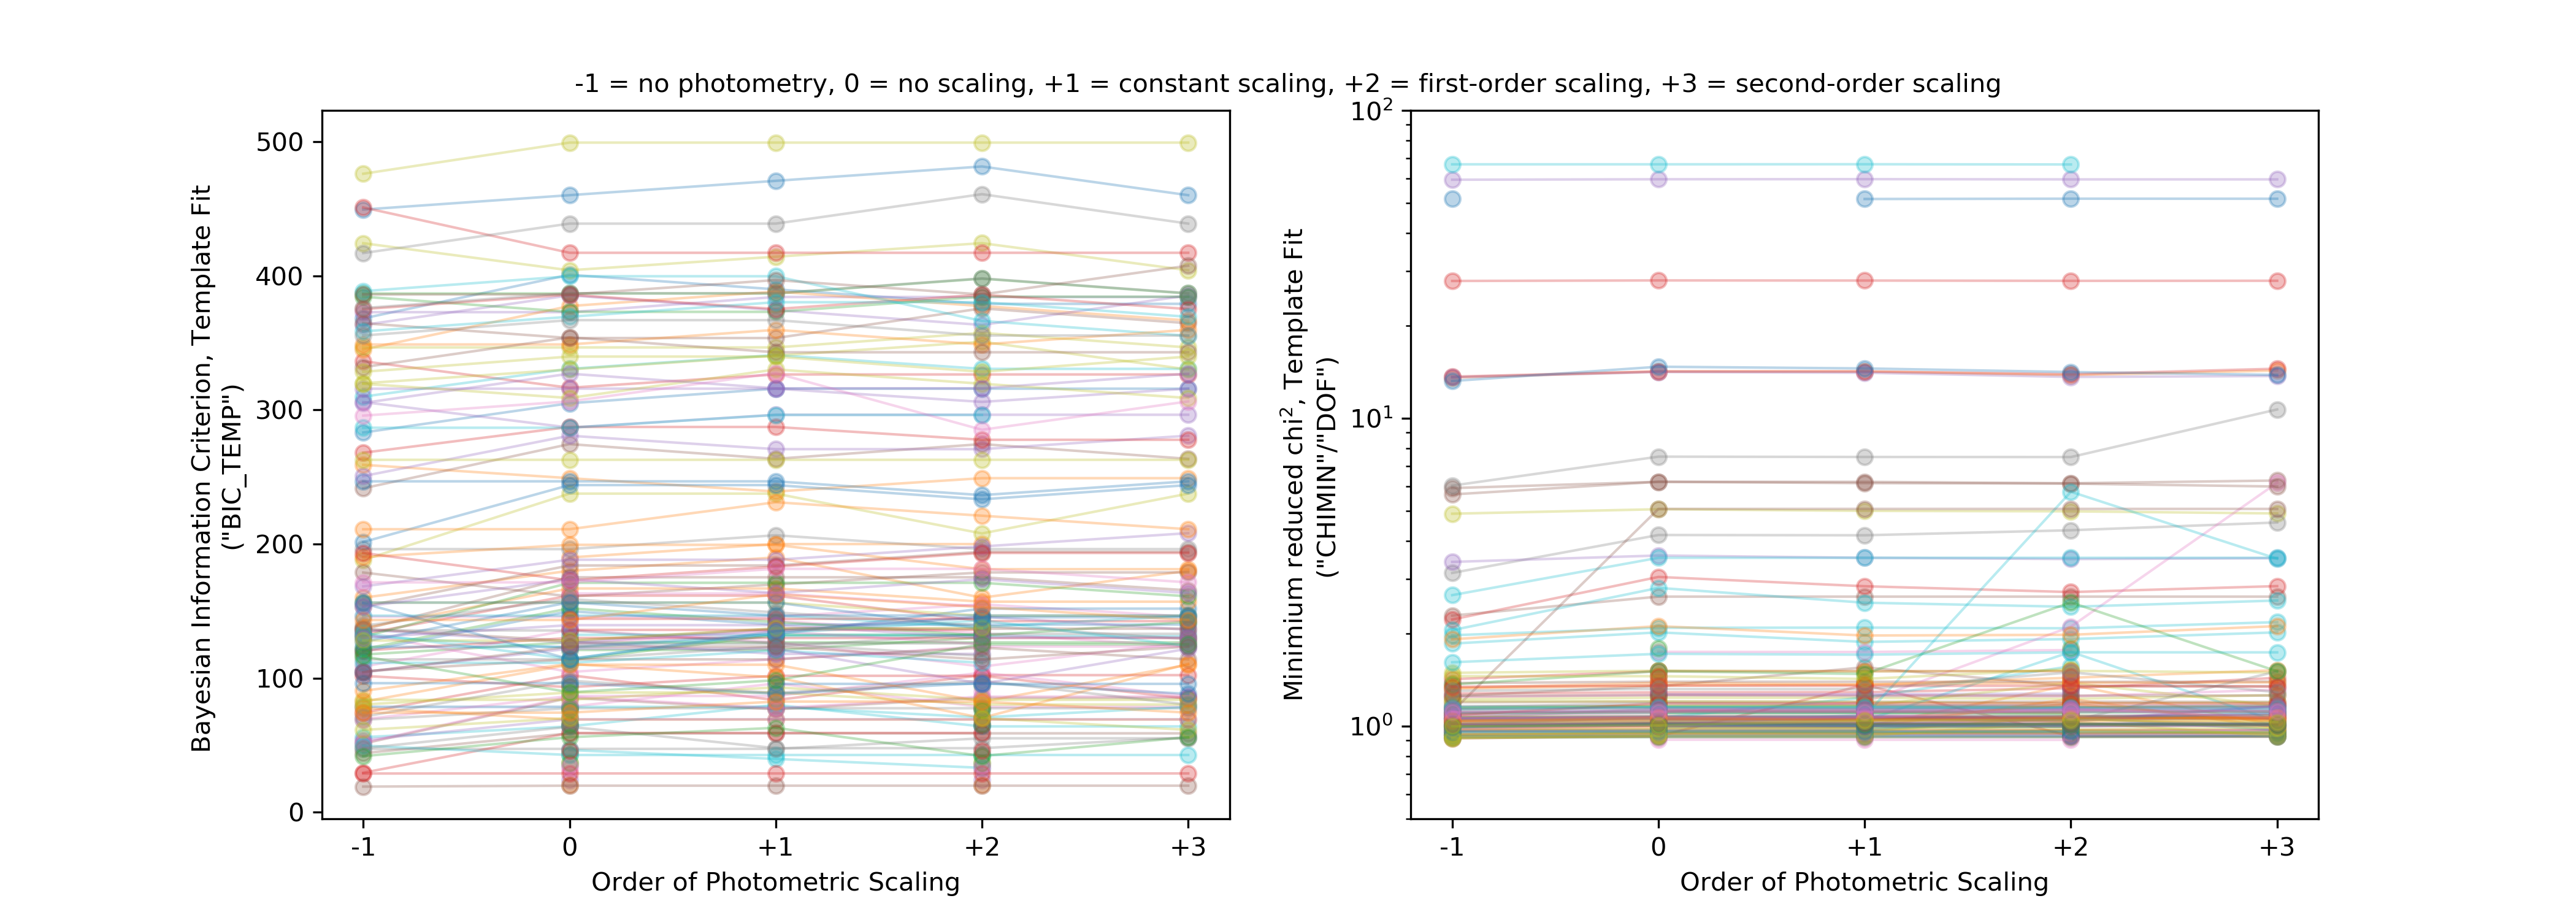 -1 = no photometry, 0 = no scaling, +1 = constant scaling, +2 = first-order scaling, +3 = second-order scaling
Bayesian Information Criterion, Template Fit
("BIC_TEMP")
500
400
300
200
100
0
-1 0 +1 +2 +3
Order of Photometric Scaling
Minimium reduced chi², Template Fit
("CHIMIN"/"DOF")
10²
10¹
10⁰
-1 0 +1 +2 +3
Order of Photometric Scaling